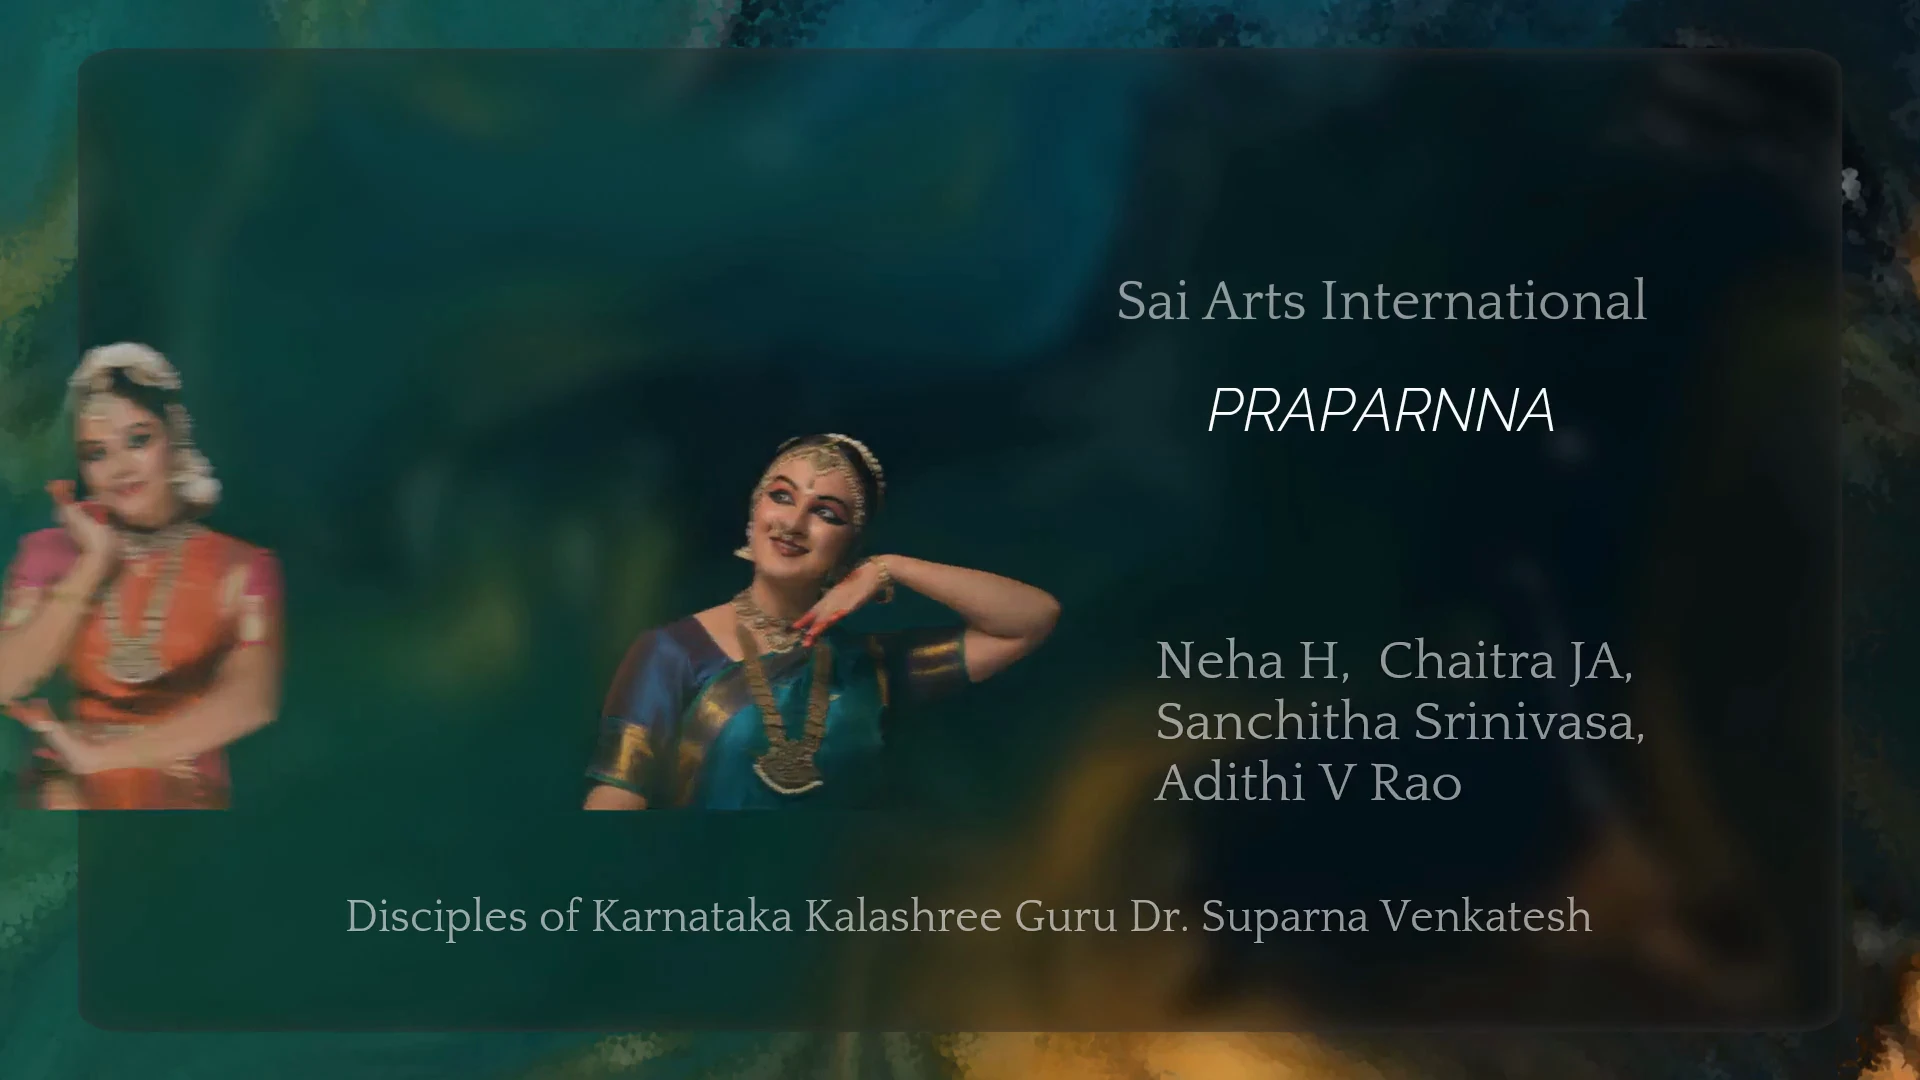 Sai Arts International
PRAPARNNA
Neha H,  Chaitra JA,
Sanchitha Srinivasa,
Adithi V Rao
Disciples of Karnataka Kalashree Guru Dr. Suparna Venkatesh